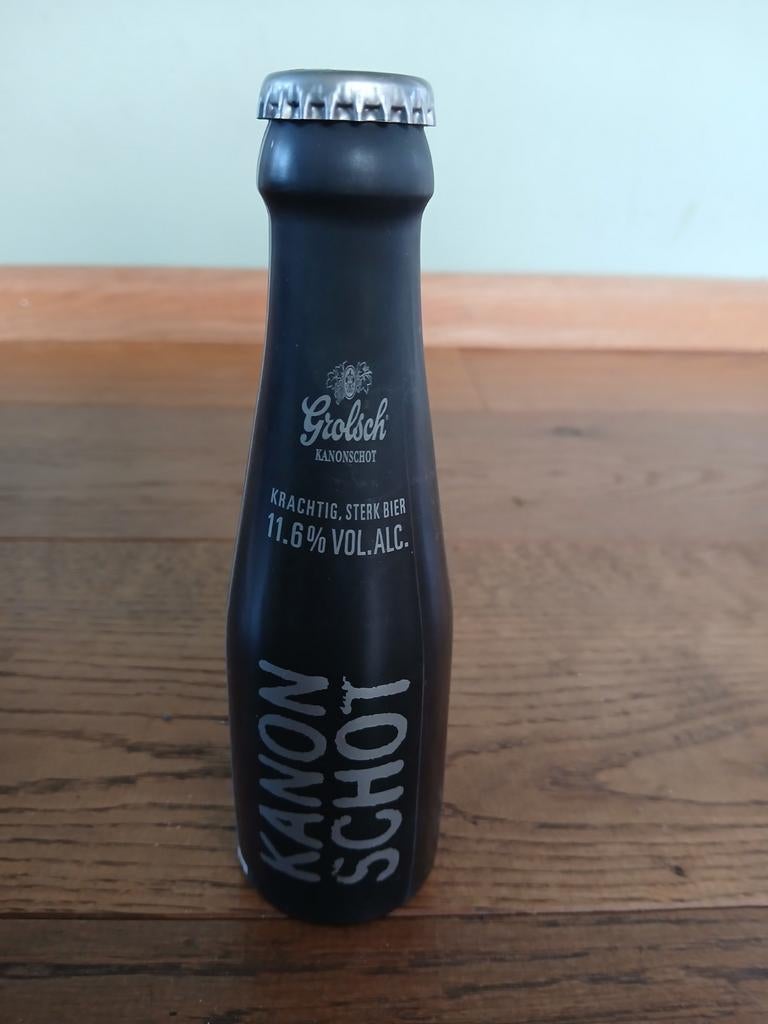 Grolsch
KANONSCHOT
KRACHTIG, STERK BIER
11.6% VOL.ALC.
KANON
SCHOT